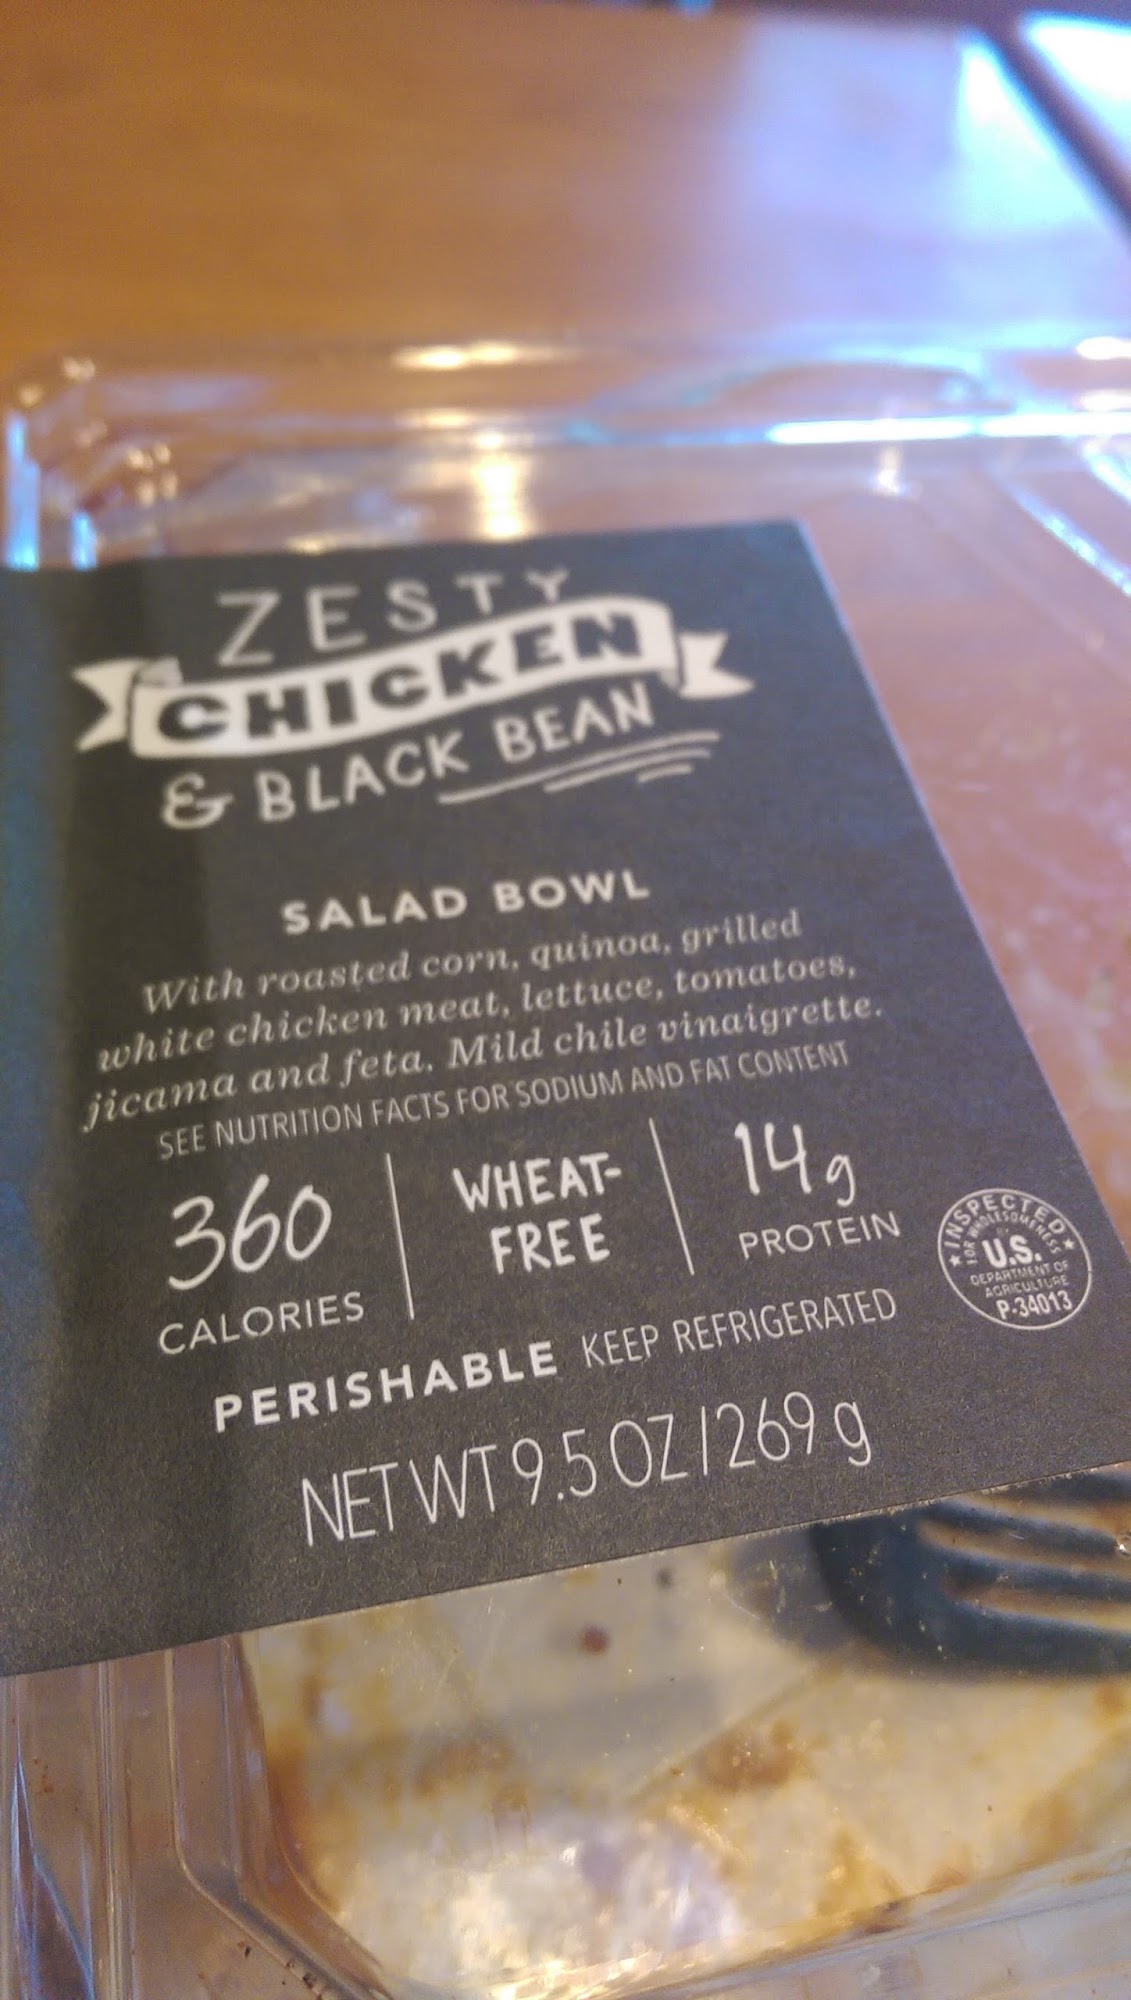 ZESTY
CHICKEN
& BLACK BEAN
SALAD BOWL
With roasted corn, quinoa, grilled
white chicken meat, lettuce, tomatoes,
jicama and feta. Mild chile vinaigrette.
SEE NUTRITION FACTS FOR SODIUM AND FAT CONTENT
360
CALORIES
WHEAT-
FREE
14g
PROTEIN
INSPECTED
FOR WHOLESOMENESS
BY
U.S.
DEPARTMENT OF
AGRICULTURE
P-34013
PERISHABLE KEEP REFRIGERATED
NET WT 9.5 OZ / 269 g